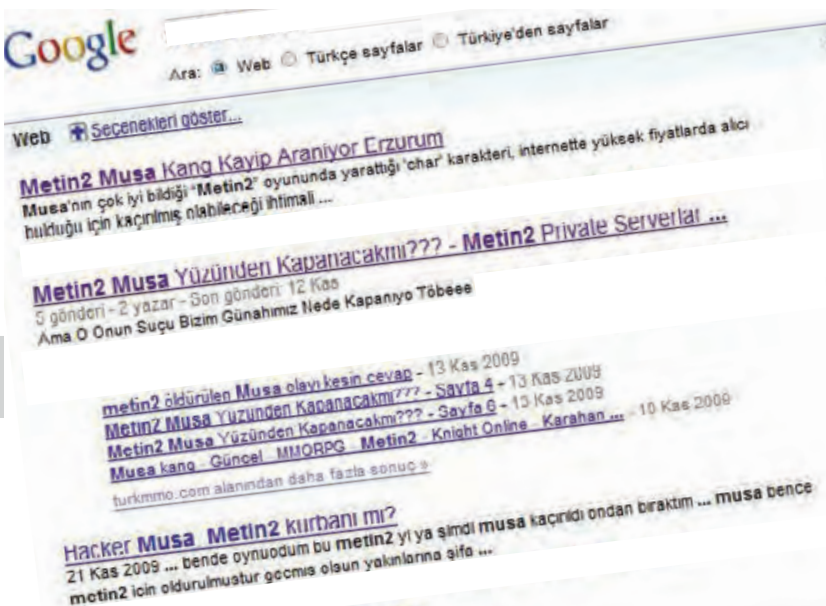 Google
Ara: Web Türkçe sayfalar Türkiye'den sayfalar
Web Seçenekleri göster...
Metin2 Musa Kang Kayip Araniyor Erzurum
Musa'nın çok iyi bildiği "Metin2" oyununda yarattığı 'char' karakteri, internette yüksek fiyatlarda alıcı
bulduğu için kaçırılmış olabileceği ihtimali ...
Metin2 Musa Yüzünden Kapanacakmı??? - Metin2 Private Serverlar ...
5 gönderi - 2 yazar - Son gönderi: 12 Kas
Ama O Onun Suçu Bizim Günahımız Nede Kapanıyo Töbeee
metin2 öldürülen Musa olayı kesin cevap - 13 Kas 2009
Metin2 Musa Yüzünden Kapanacakmı??? - Sayfa 4 - 13 Kas 2009
Metin2 Musa Yüzünden Kapanacakmı??? - Sayfa 6 - 13 Kas 2009
Musa kang - Güncel - MMORPG - Metin2 - Knight Online - Karahan ... - 10 Kas 2009
turkmmo.com alanından daha fazla sonuç »
Hacker Musa Metin2 kurbanı mı?
21 Kas 2009 ... bende oynuodum bu metin2 yi ya şimdi musa kaçırıldı ondan bıraktım ... musa bence
metin2 icin oldurulmustur gecmis olsun yakınlarına şifa ...